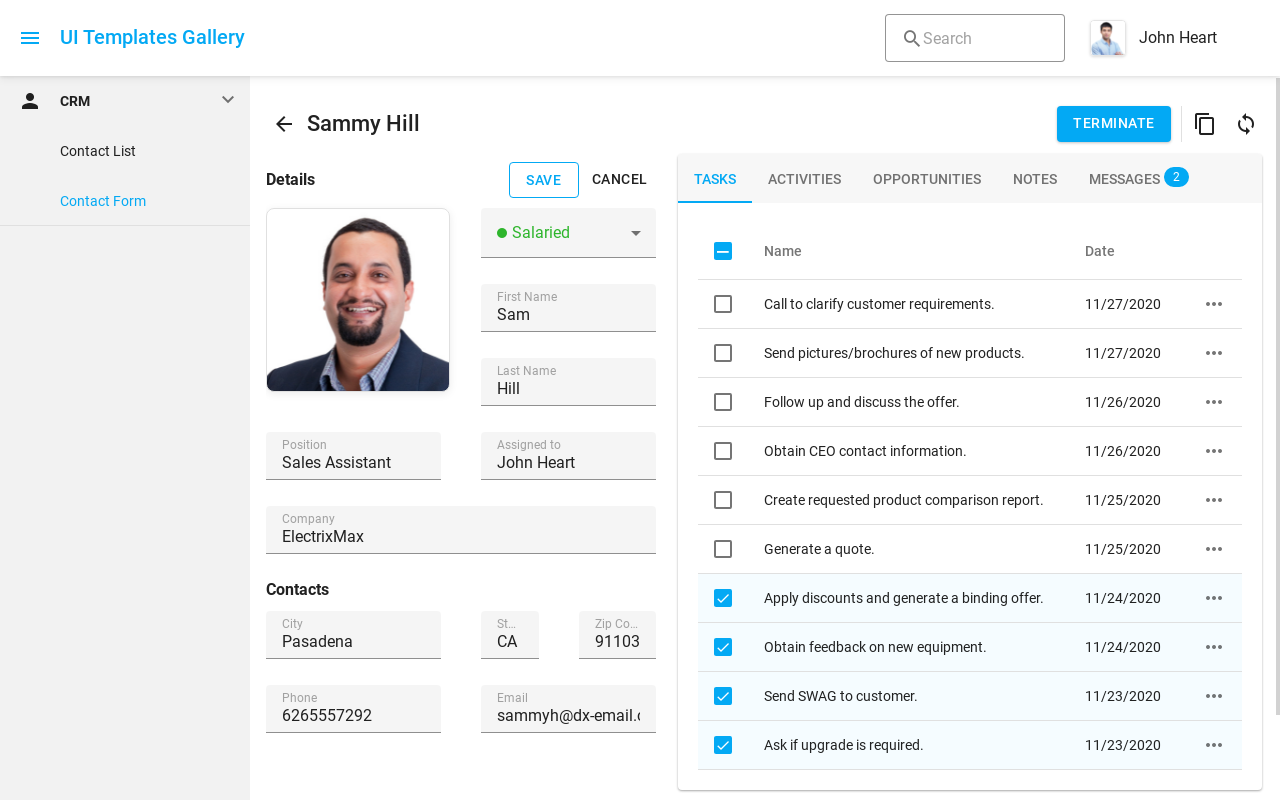 UI Templates Gallery
Search
John Heart
CRM
Contact List
Contact Form
Sammy Hill
TERMINATE
Details
SAVE
CANCEL
Salaried
First Name
Sam
Last Name
Hill
Position
Sales Assistant
Assigned to
John Heart
Company
ElectrixMax
Contacts
City
Pasadena
St...
CA
Zip Co...
91103
Phone
6265557292
Email
sammyh@dx-email.c
TASKS
ACTIVITIES
OPPORTUNITIES
NOTES
MESSAGES 2
Name Date
Call to clarify customer requirements. 11/27/2020
Send pictures/brochures of new products. 11/27/2020
Follow up and discuss the offer. 11/26/2020
Obtain CEO contact information. 11/26/2020
Create requested product comparison report. 11/25/2020
Generate a quote. 11/25/2020
Apply discounts and generate a binding offer. 11/24/2020
Obtain feedback on new equipment. 11/24/2020
Send SWAG to customer. 11/23/2020
Ask if upgrade is required. 11/23/2020